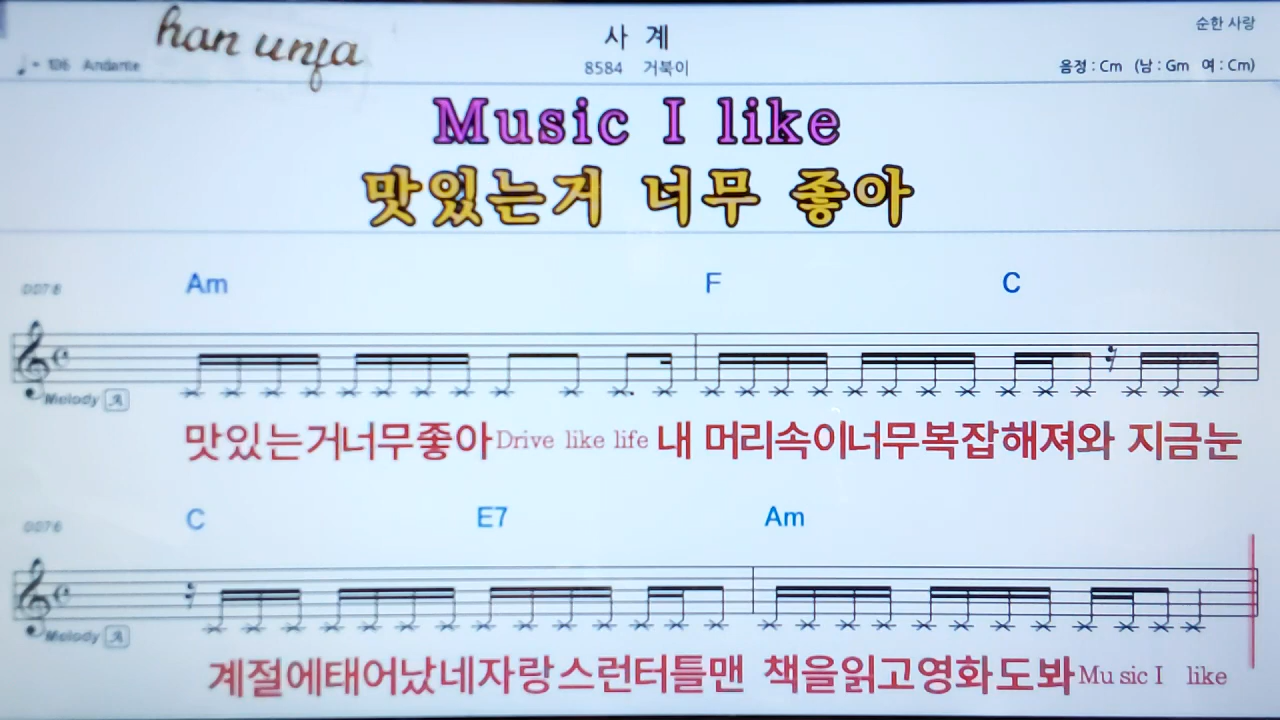 han unja
사 계
순한 사랑
♩ = 106 Andante
8584 거북이
음정 : Cm (남 : Gm 여 : Cm)
Music I like
맛있는거 너무 좋아
Am F C
Melody A
맛있는거너무좋아Drive like life 내 머리속이너무복잡해져와 지금눈
0076
C E7 Am
Melody A
계절에태어났네자랑스런터틀맨 책을읽고영화도봐Music I like